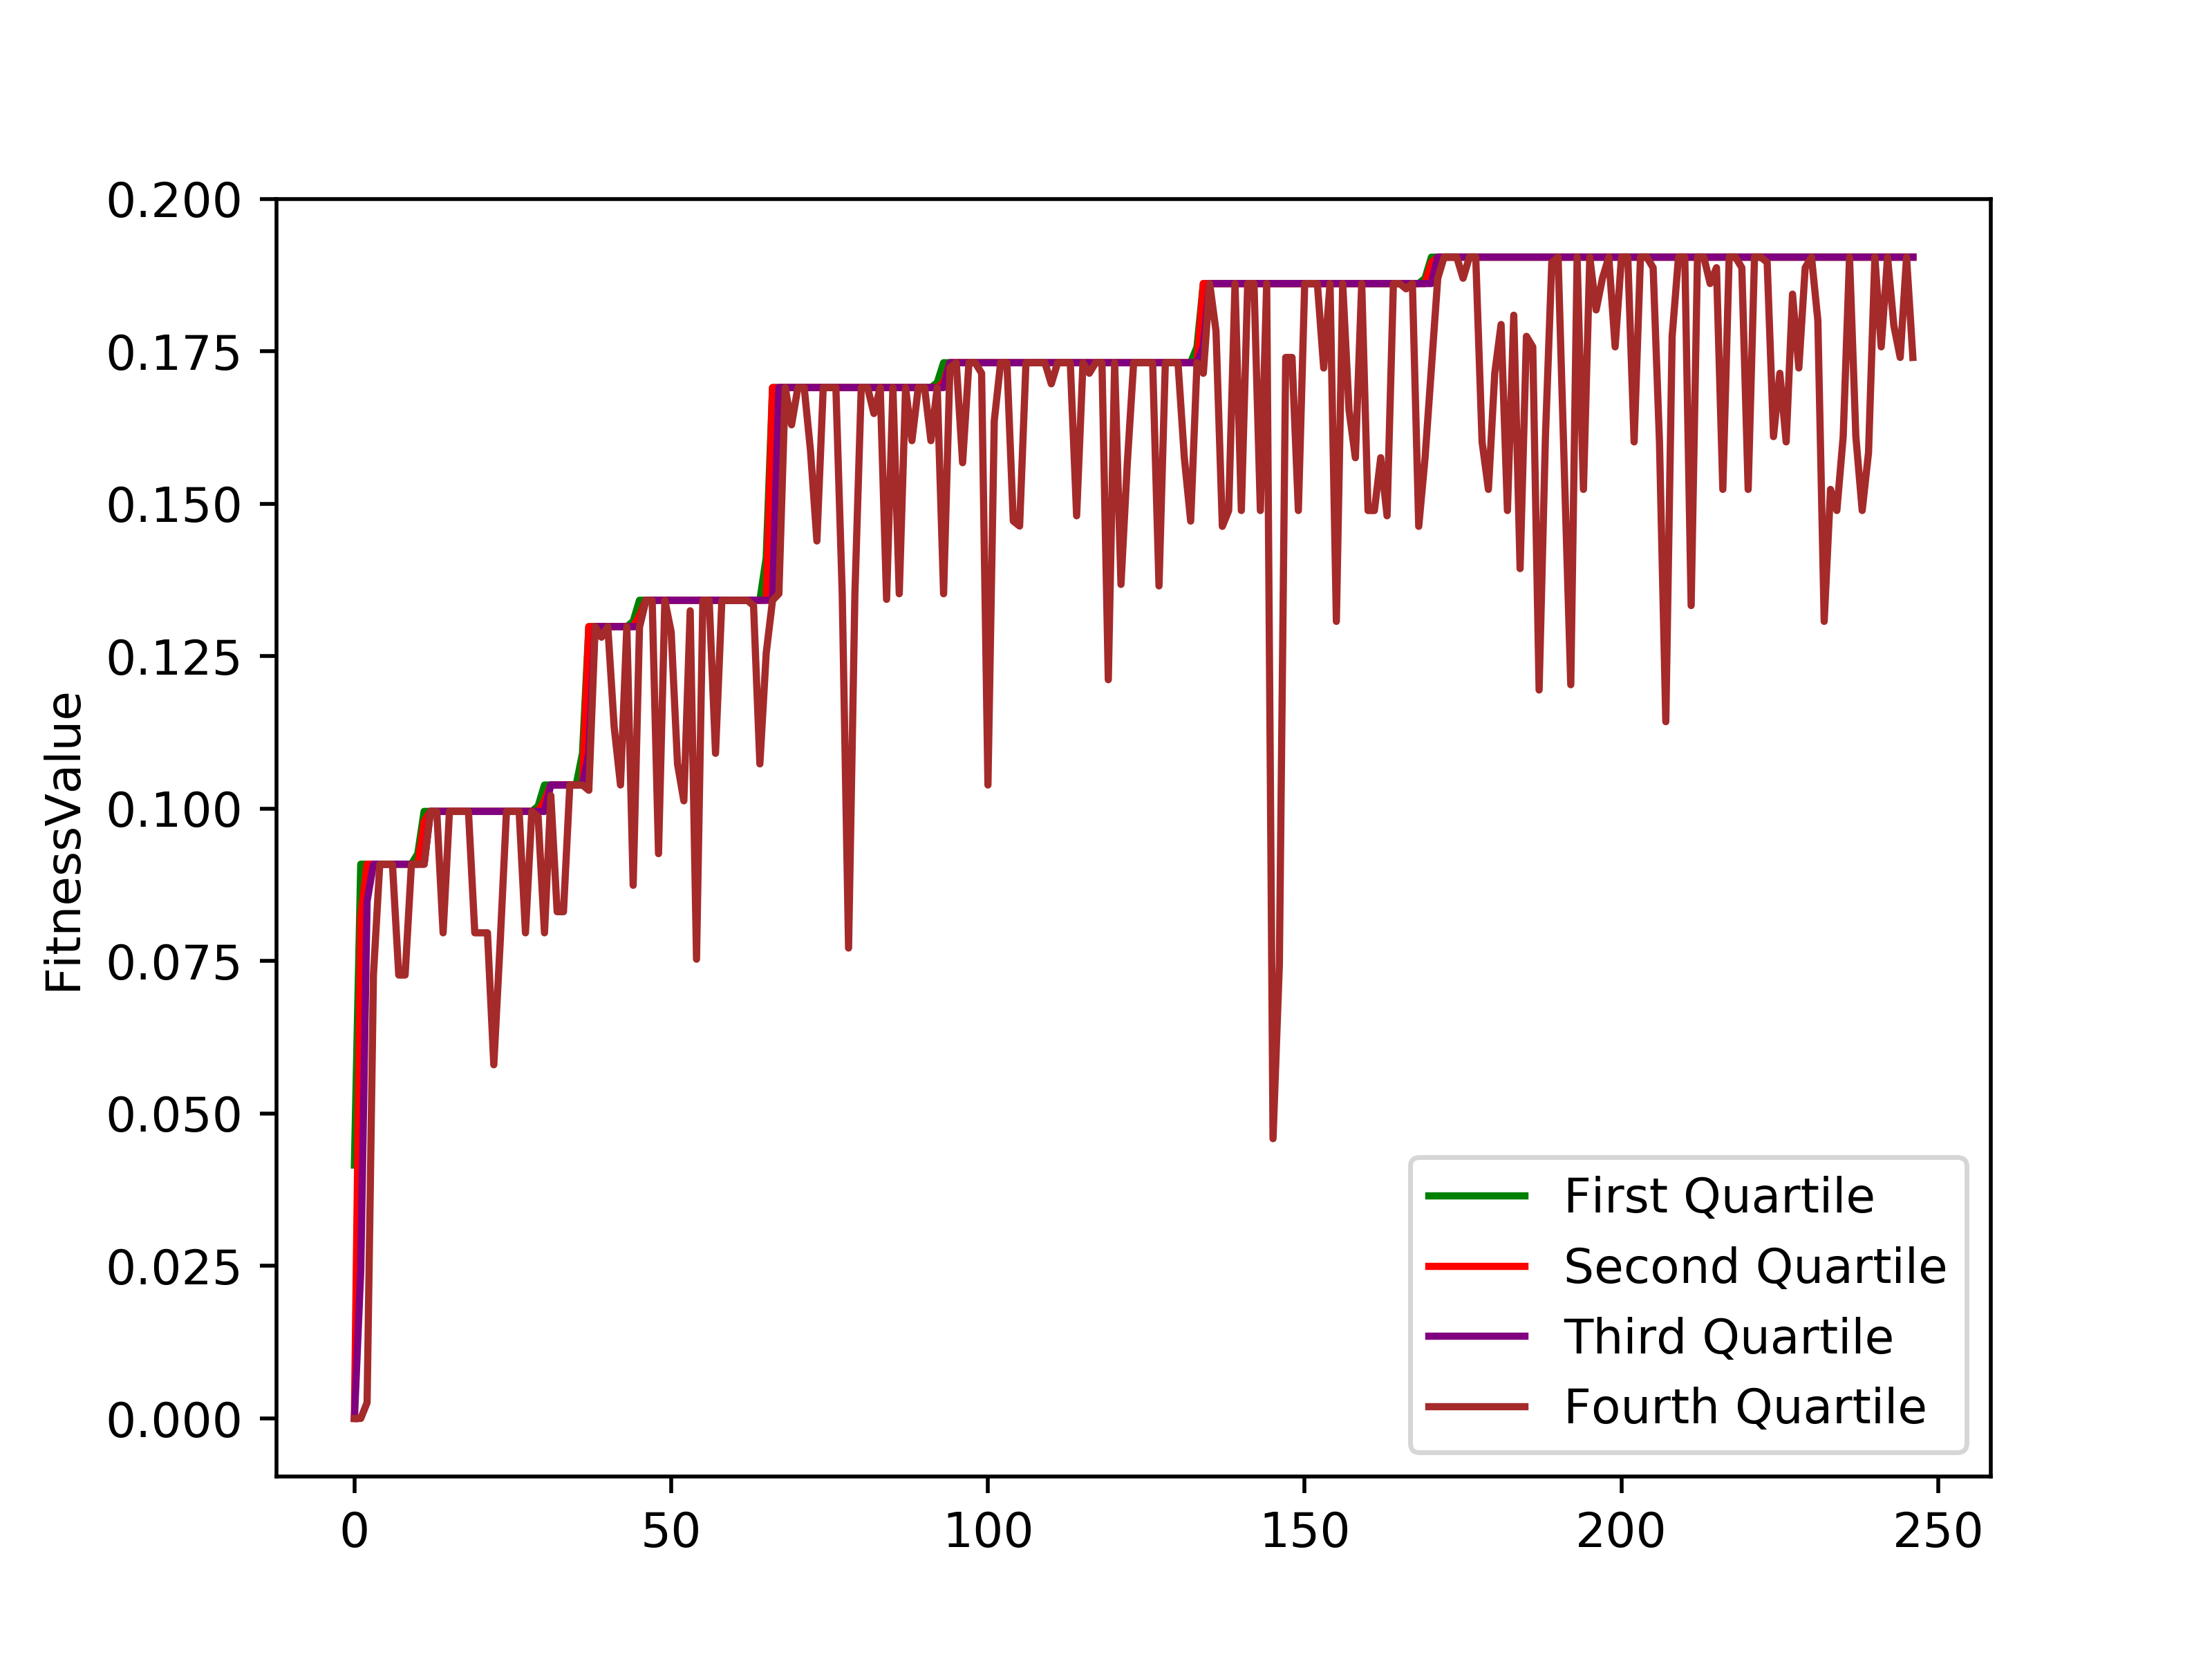 0.200
0.175
0.150
0.125
0.100
0.075
0.050
0.025
0.000
FitnessValue
0 50 100 150 200 250
First Quartile
Second Quartile
Third Quartile
Fourth Quartile